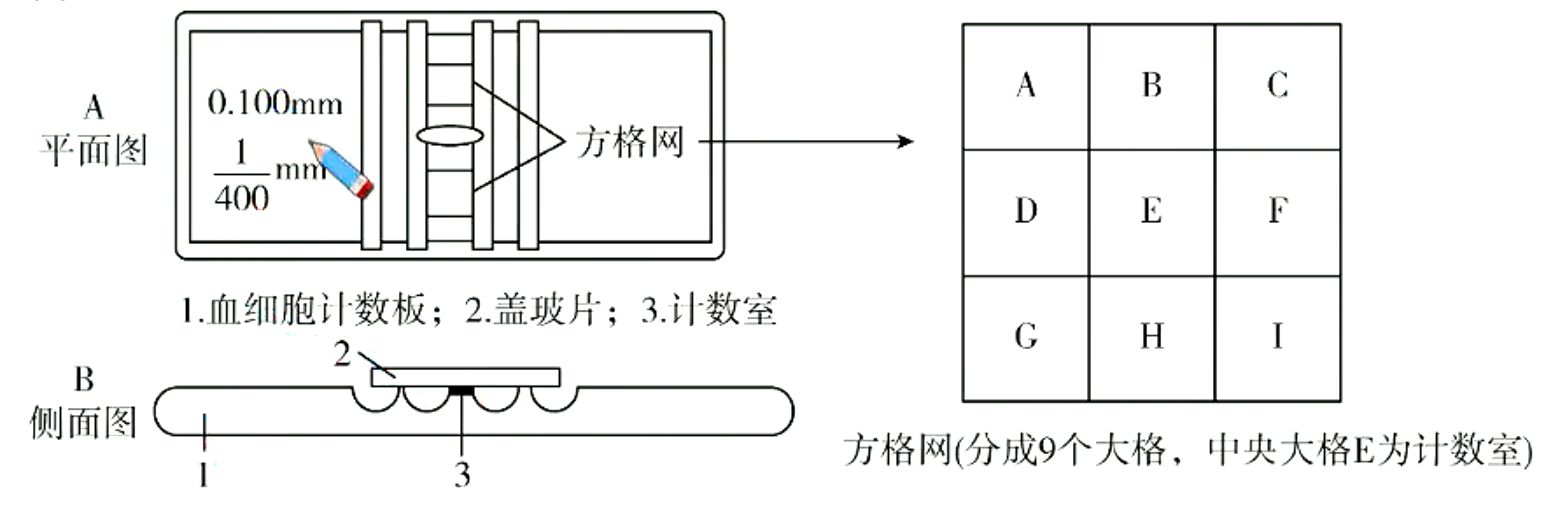 A
平面图
0.100mm
1/400 mm
方格网
1.血细胞计数板；2.盖玻片；3.计数室
B
侧面图
2
1
3
A B C
D E F
G H I
方格网(分成9个大格，中央大格E为计数室)